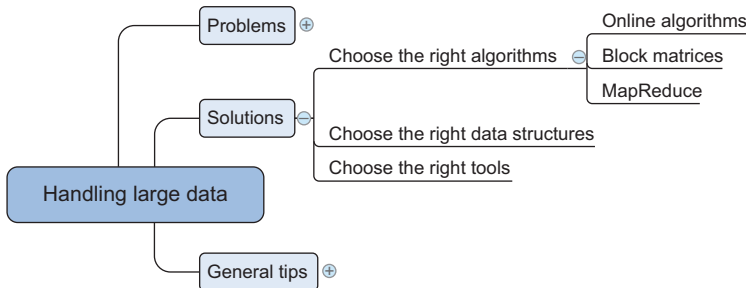 Problems
Online algorithms
Choose the right algorithms
Block matrices
MapReduce
Solutions
Choose the right data structures
Choose the right tools
Handling large data
General tips